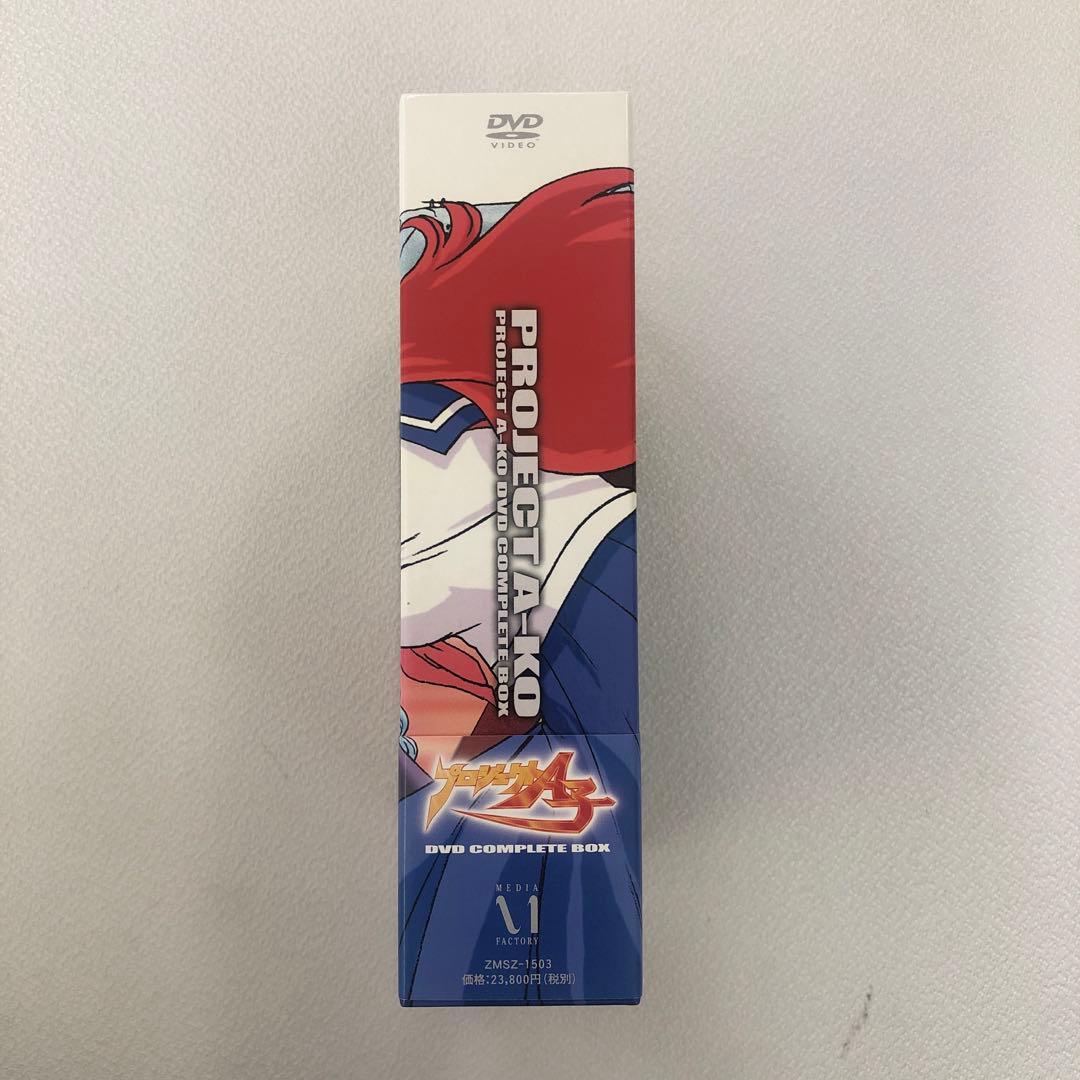 DVD
VIDEO
PROJECT A-KO
PROJECT A-KO DVD COMPLETE BOX
プロジェクトA子
DVD COMPLETE BOX
MEDIA
FACTORY
ZMSZ-1503
価格:23,800円(税別)